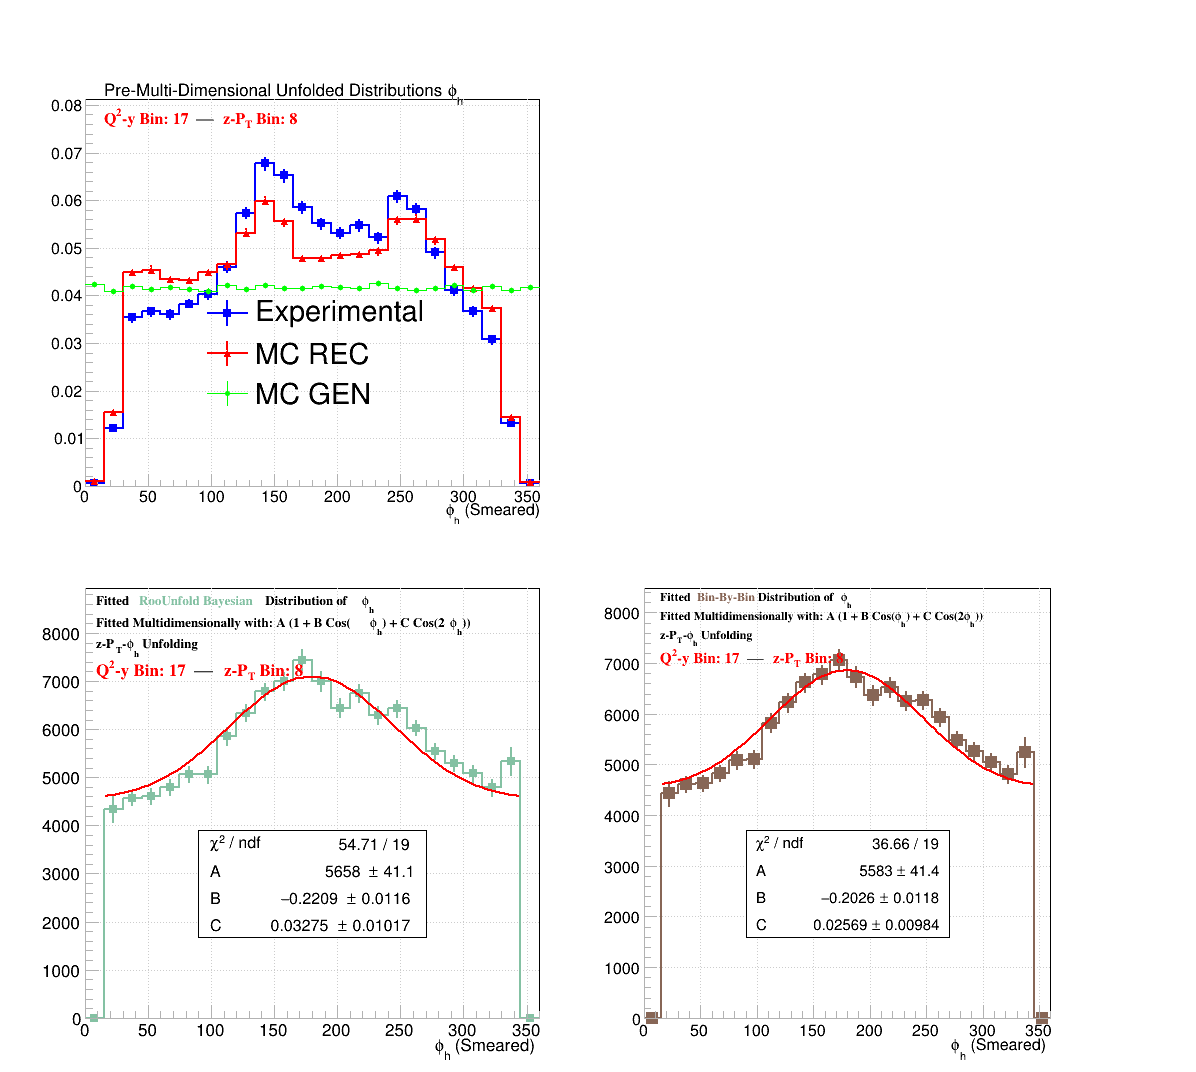 Pre-Multi-Dimensional Unfolded Distributions ϕh
Q2-y Bin: 17 — z-PT Bin: 8
0.08
0.07
0.06
0.05
0.04
0.03
0.02
0.01
0
Experimental
MC REC
MC GEN
0 50 100 150 200 250 300 350
ϕh (Smeared)
Fitted RooUnfold Bayesian Distribution of ϕh
Fitted Multidimensionally with: A (1 + B Cos( ϕh) + C Cos(2 ϕh))
z-PT-ϕh Unfolding
Q2-y Bin: 17 — z-PT Bin: 8
8000
7000
6000
5000
4000
3000
2000
1000
0
χ2 / ndf 54.71 / 19
A 5658 ± 41.1
B −0.2209 ± 0.0116
C 0.03275 ± 0.01017
0 50 100 150 200 250 300 350
ϕh (Smeared)
Fitted Bin-By-Bin Distribution of ϕh
Fitted Multidimensionally with: A (1 + B Cos(ϕh) + C Cos(2ϕh))
z-PT-ϕh Unfolding
Q2-y Bin: 17 — z-PT Bin: 8
8000
7000
6000
5000
4000
3000
2000
1000
0
χ2 / ndf 36.66 / 19
A 5583 ± 41.4
B −0.2026 ± 0.0118
C 0.02569 ± 0.00984
0 50 100 150 200 250 300 350
ϕh (Smeared)